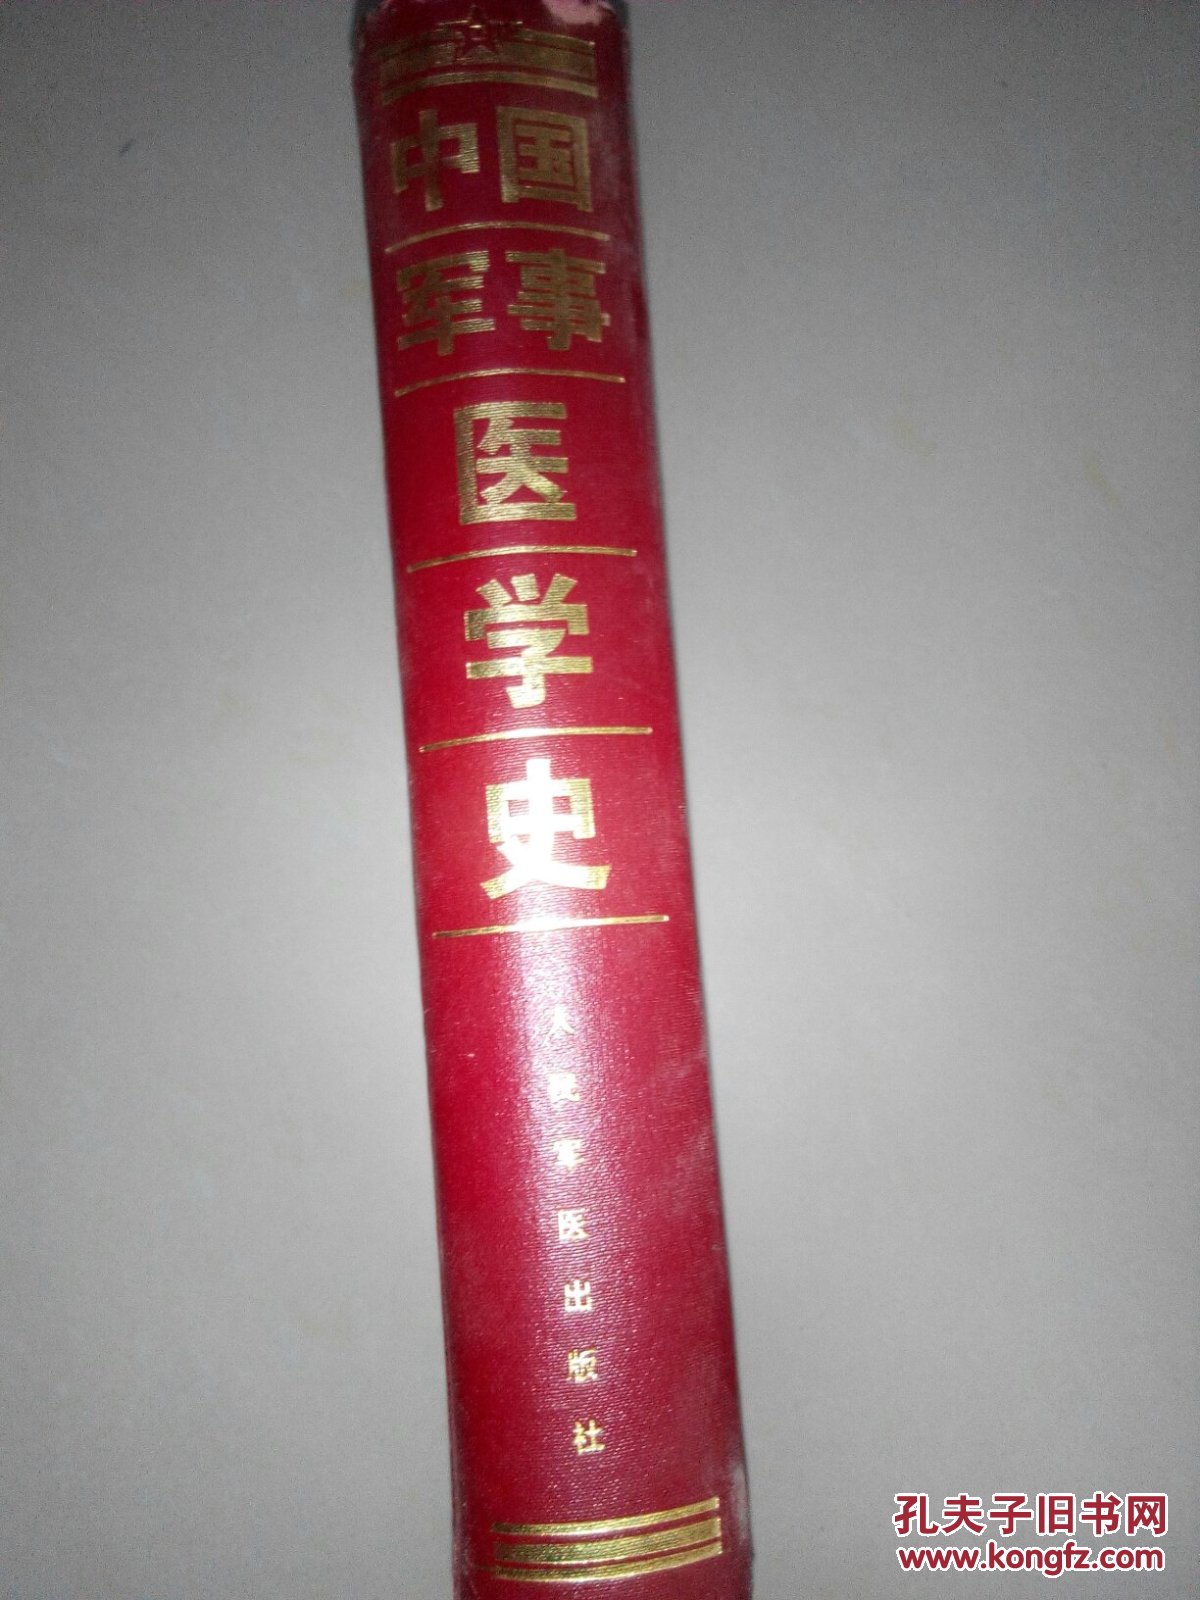 中国
军事
医
学
史
人民军医出版社
孔夫子旧书网
www.kongfz.com